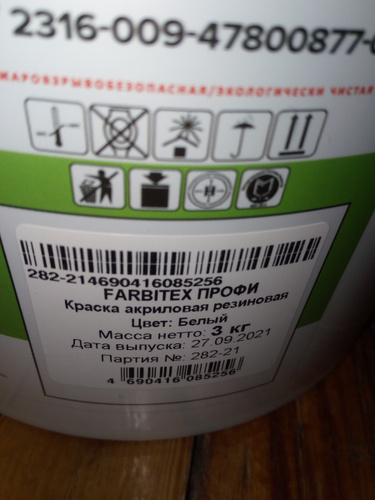 2316-009-47800877-
ЖАРОВЗРЫВОБЕЗОПАСНАЯ/ЭКОЛОГИЧЕСКИ ЧИСТАЯ
282-214690416085256
FARBITEX ПРОФИ
Краска акриловая резиновая
Цвет: Белый
Масса нетто: 3 кг
Дата выпуска: 27.09.2021
Партия №: 282-21
4 690416 085256